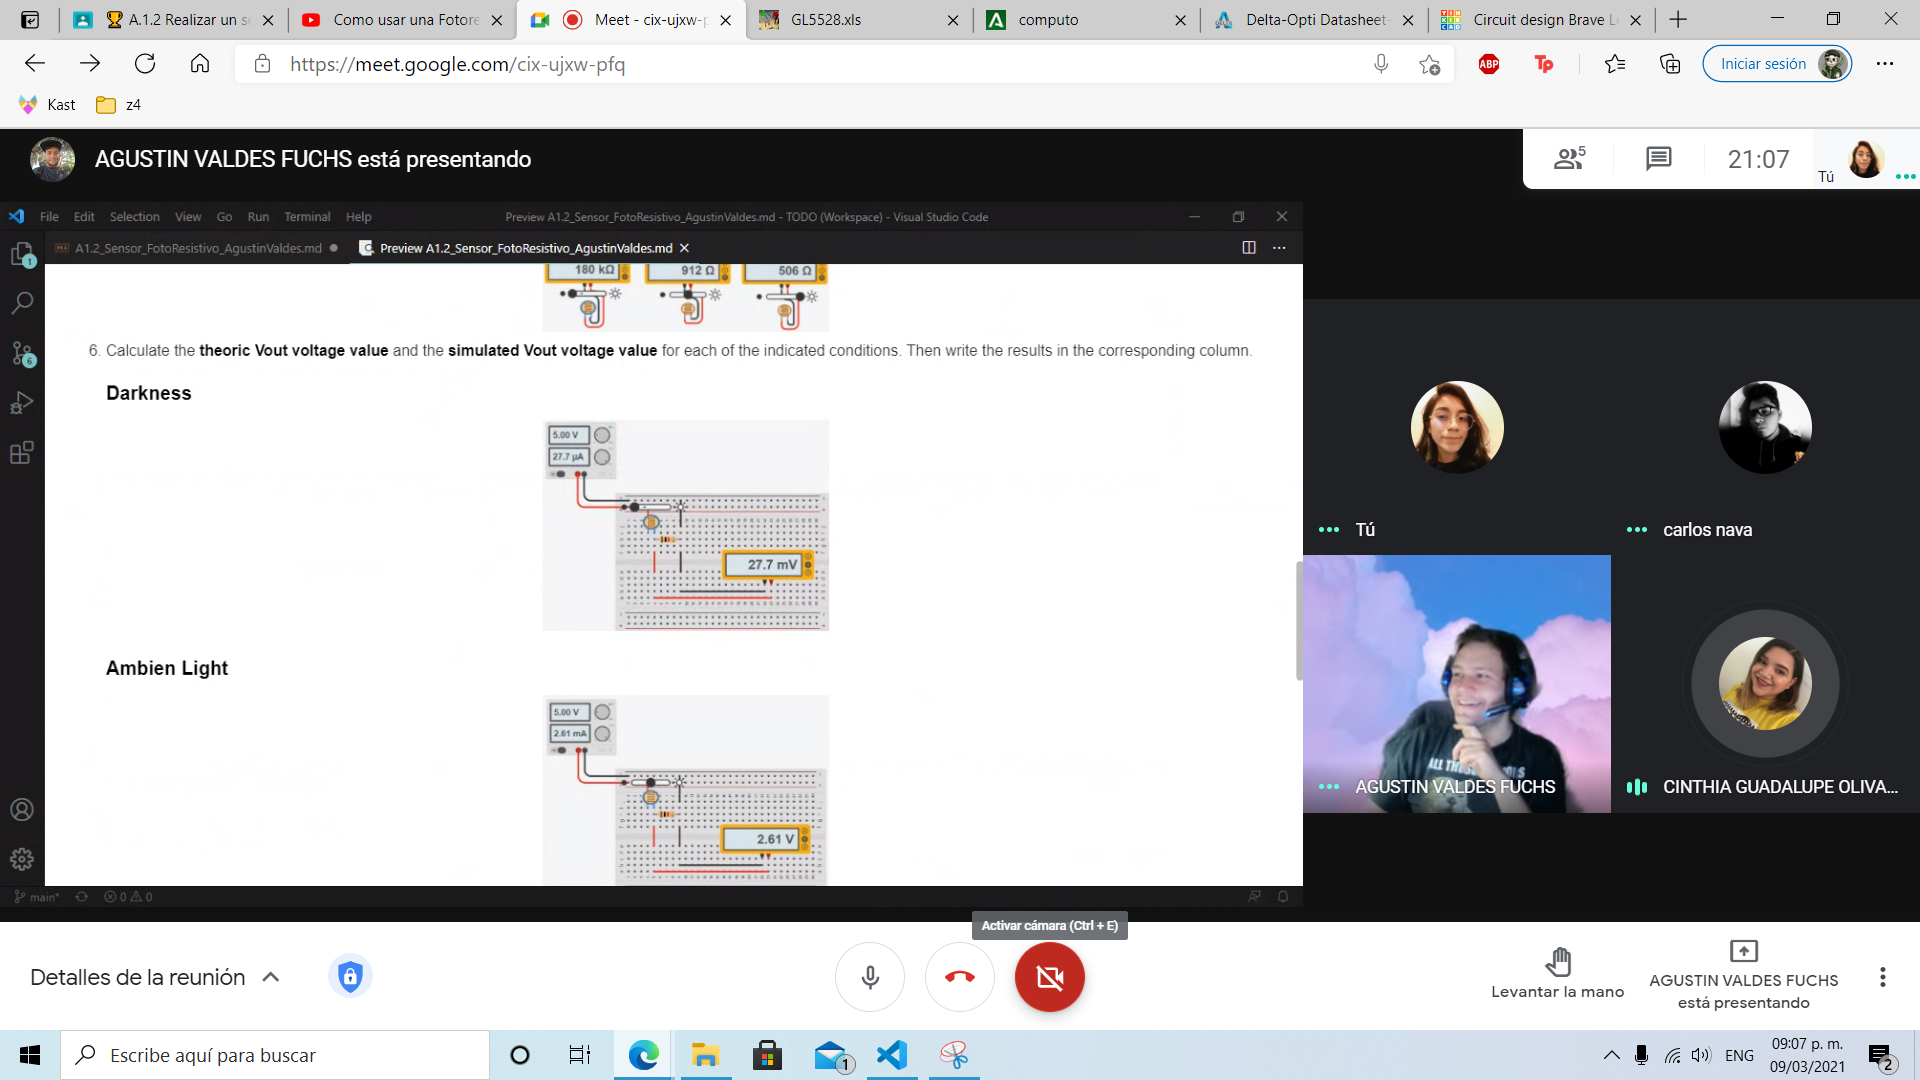 A.1.2 Realizar un s
Como usar una Fotore
Meet - cix-ujxw-p
GL5528.xls
computo
Delta-Opti Datasheet-
Circuit design Brave L
https://meet.google.com/cix-ujxw-pfq
ABP
Tp
Iniciar sesión
Kast
z4
AGUSTIN VALDES FUCHS está presentando
5
21:07
Tú
File Edit Selection View Go Run Terminal Help
Preview A1.2_Sensor_FotoResistivo_AgustinValdes.md - TODO (Workspace) - Visual Studio Code
A1.2_Sensor_FotoResistivo_AgustinValdes.md
Preview A1.2_Sensor_FotoResistivo_AgustinValdes.md
1
6
180 kΩ
912 Ω
506 Ω
6. Calculate the theoric Vout voltage value and the simulated Vout voltage value for each of the indicated conditions. Then write the results in the corresponding column.
Darkness
5.00 V
27.7 µA
27.7 mV
Ambien Light
5.00 V
2.61 mA
2.61 V
main*
0 0
Tú
carlos nava
AGUSTIN VALDES FUCHS
CINTHIA GUADALUPE OLIVA...
Activar cámara (Ctrl + E)
Detalles de la reunión
Levantar la mano
AGUSTIN VALDES FUCHS
está presentando
Escribe aquí para buscar
1
ENG
09:07 p. m.
09/03/2021
2